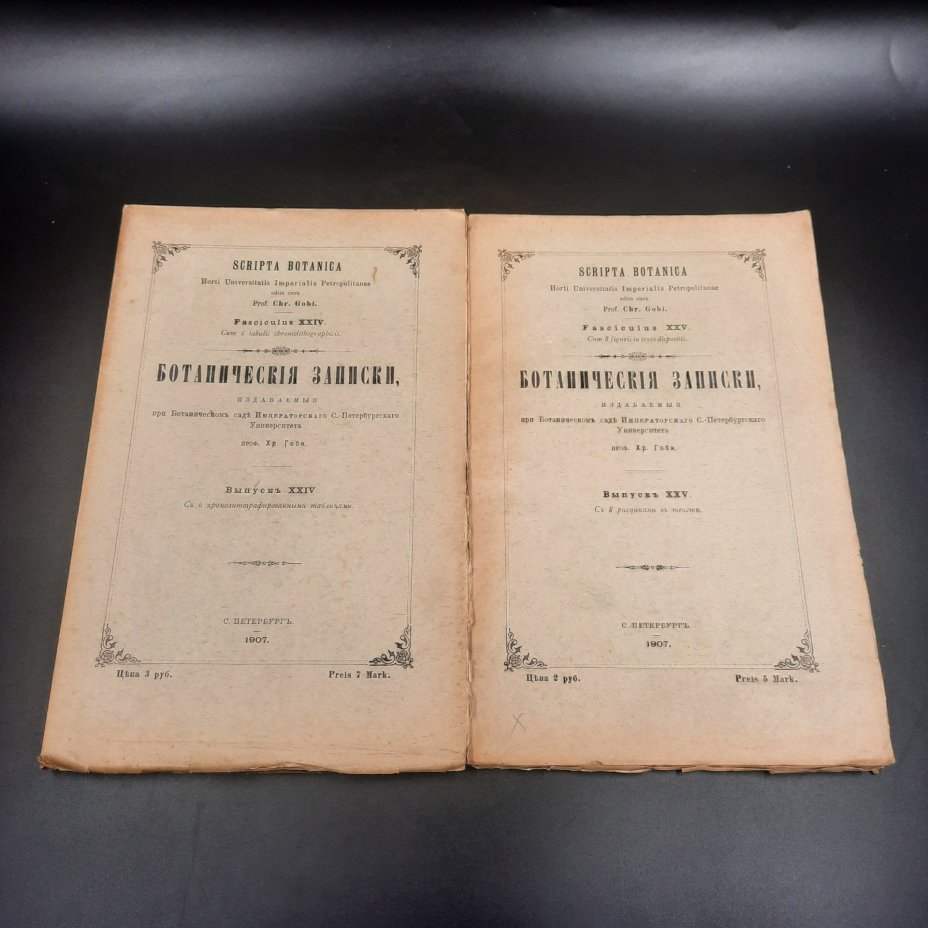 SCRIPTA BOTANICA
Horti Universitatis Imperialis Petropolitanae
edita cura
Prof. Chr. Gobi.
Fasciculus XXIV.
Cum 6 tabulis chromolithographicis.
БОТАНИЧЕСКІЯ ЗАПИСКИ,
ИЗДАВАЕМЫЯ
при Ботаническомъ садѣ ИМПЕРАТОРСКАГО С.-Петербургскаго
Университета
проф. Хр. Гоби.
Выпускъ XXIV.
Съ 6 хромолитографированными таблицами.
С. ПЕТЕРБУРГЪ.
1907.
Цѣна 3 руб.
Preis 7 Mark.
SCRIPTA BOTANICA
Horti Universitatis Imperialis Petropolitanae
edita cura
Prof. Chr. Gobi.
Fasciculus XXV.
Cum 8 figuris in texto dispositis.
БОТАНИЧЕСКІЯ ЗАПИСКИ,
ИЗДАВАЕМЫЯ
при Ботаническомъ садѣ ИМПЕРАТОРСКАГО С.-Петербургскаго
Университета
проф. Хр. Гоби.
Выпускъ XXV.
Съ 8 рисунками въ текстѣ.
С.-ПЕТЕРБУРГЪ.
1907.
Цѣна 2 руб.
Preis 5 Mark.